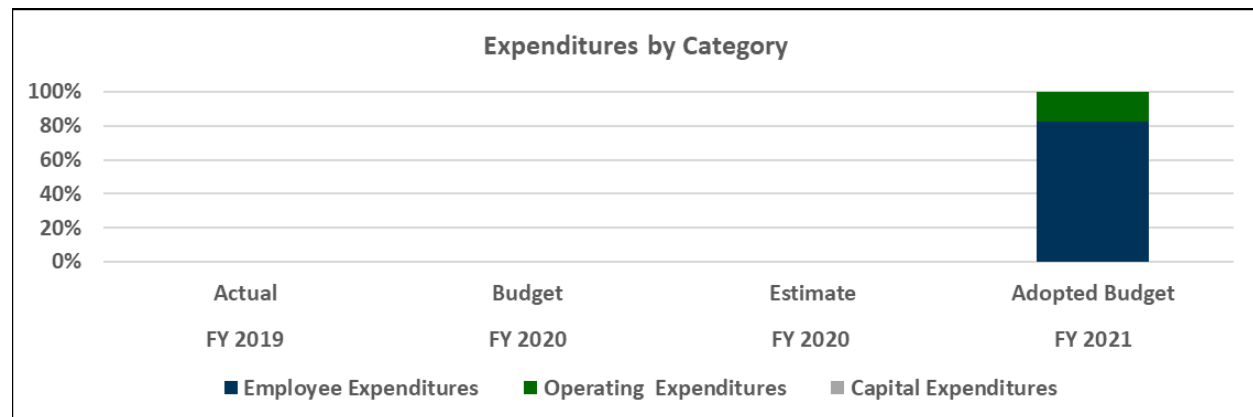 Expenditures by Category
100%
80%
60%
40%
20%
0%
Actual Budget Estimate Adopted Budget
FY 2019 FY 2020 FY 2020 FY 2021
Employee Expenditures Operating Expenditures Capital Expenditures